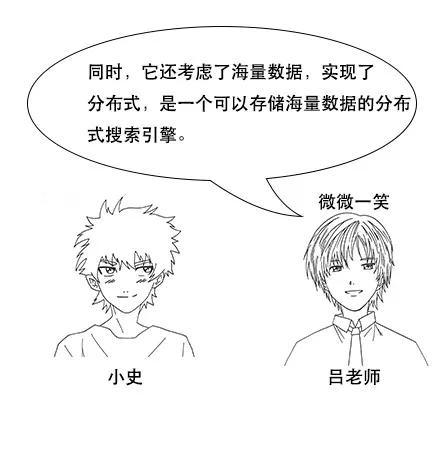 同时，它还考虑了海量数据，实现了
分布式，是一个可以存储海量数据的分布
式搜索引擎。
微微一笑
小史
吕老师